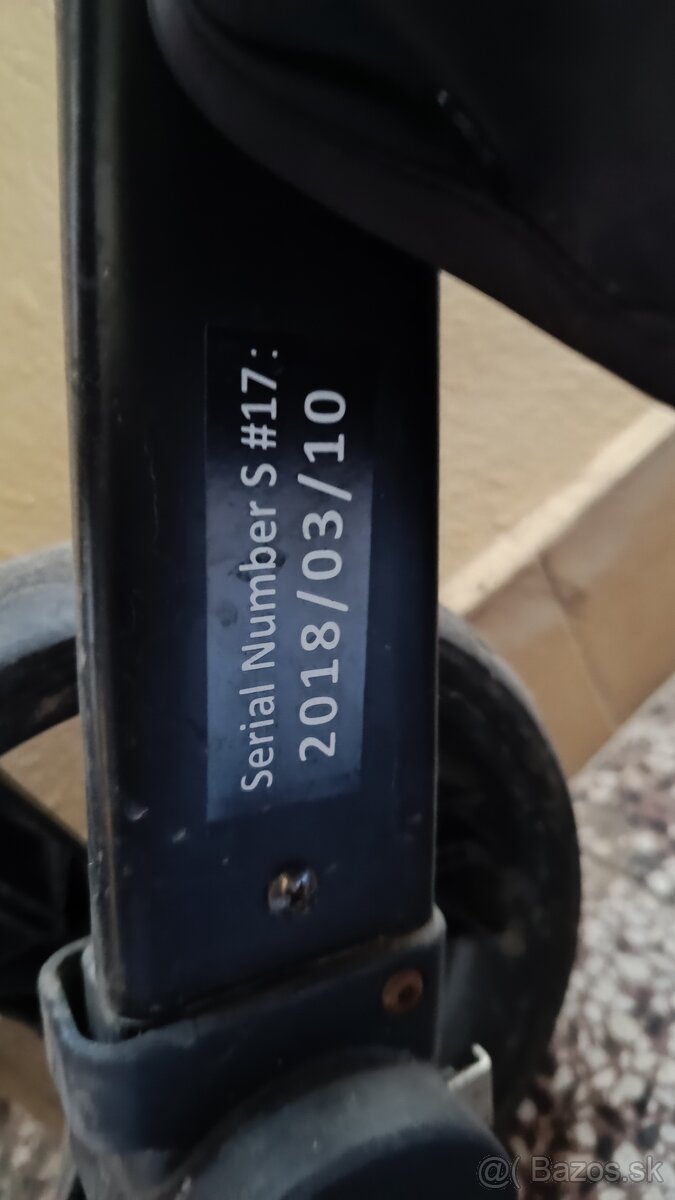 Serial Number S #17 :
2018/03/10
@( Bazos.sk